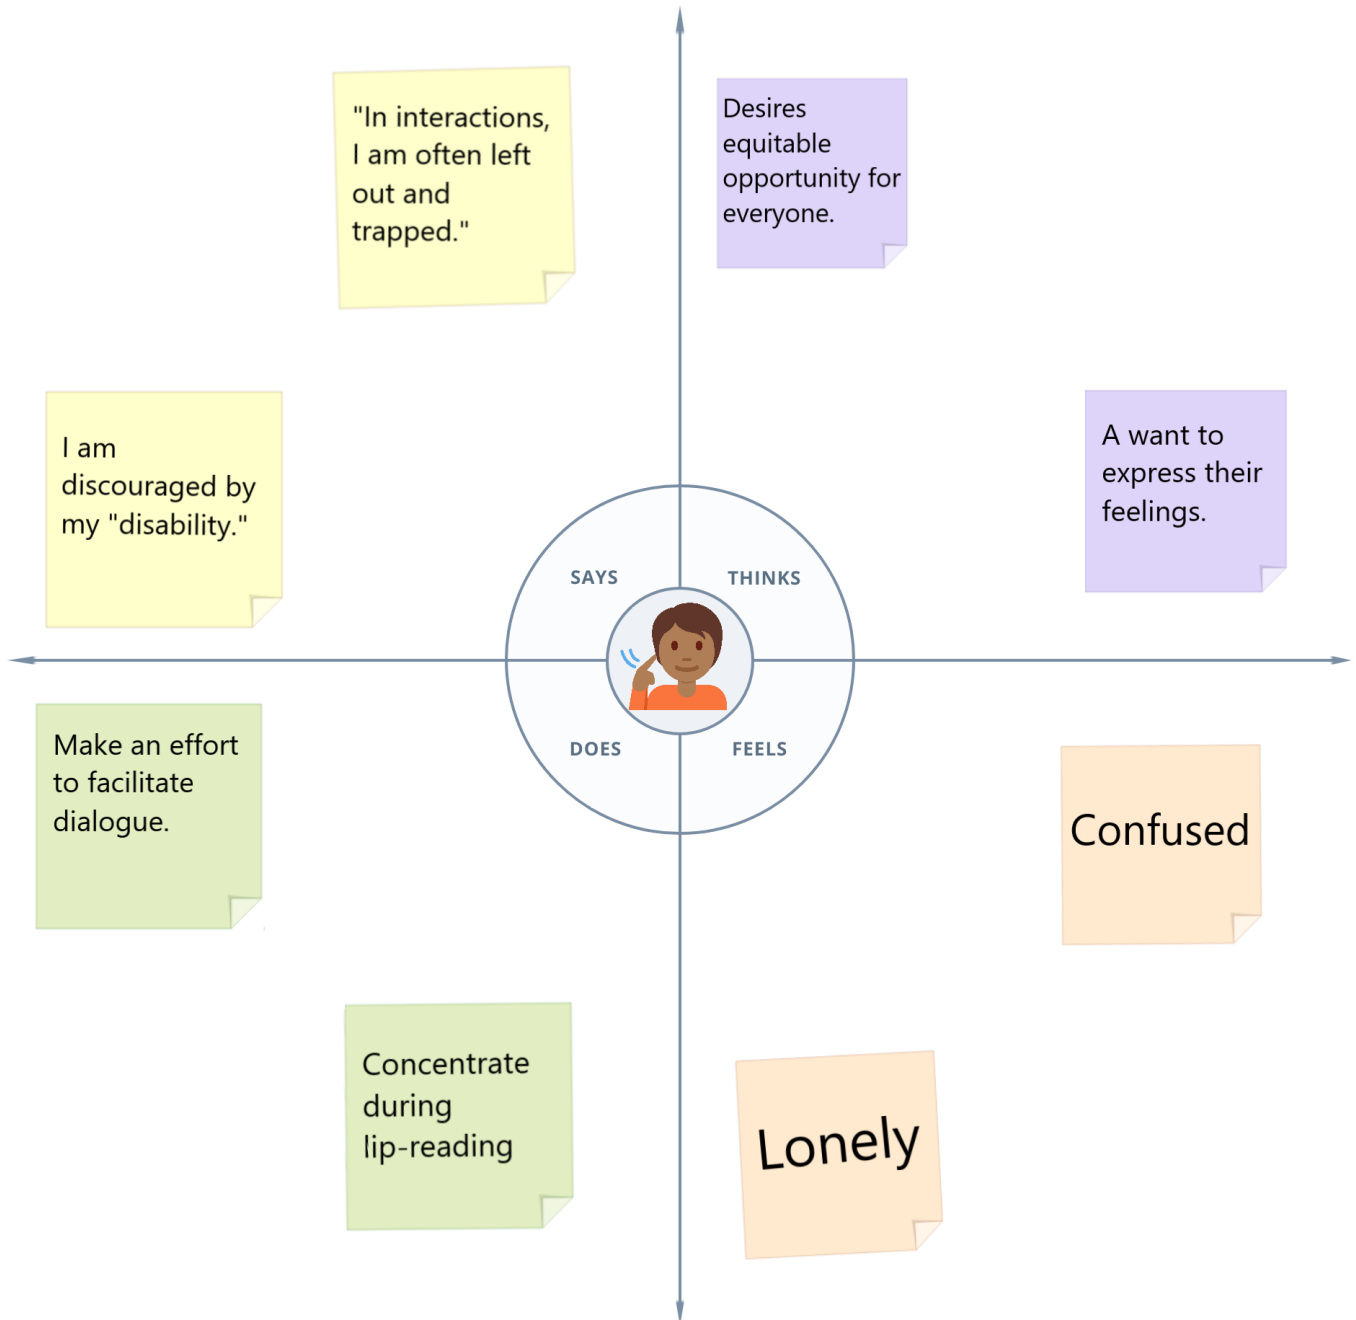 "In interactions,
I am often left
out and
trapped."
Desires
equitable
opportunity for
everyone.
I am
discouraged by
my "disability."
A want to
express their
feelings.
SAYS
THINKS
DOES
FEELS
Make an effort
to facilitate
dialogue.
Confused
Concentrate
during
lip-reading
Lonely